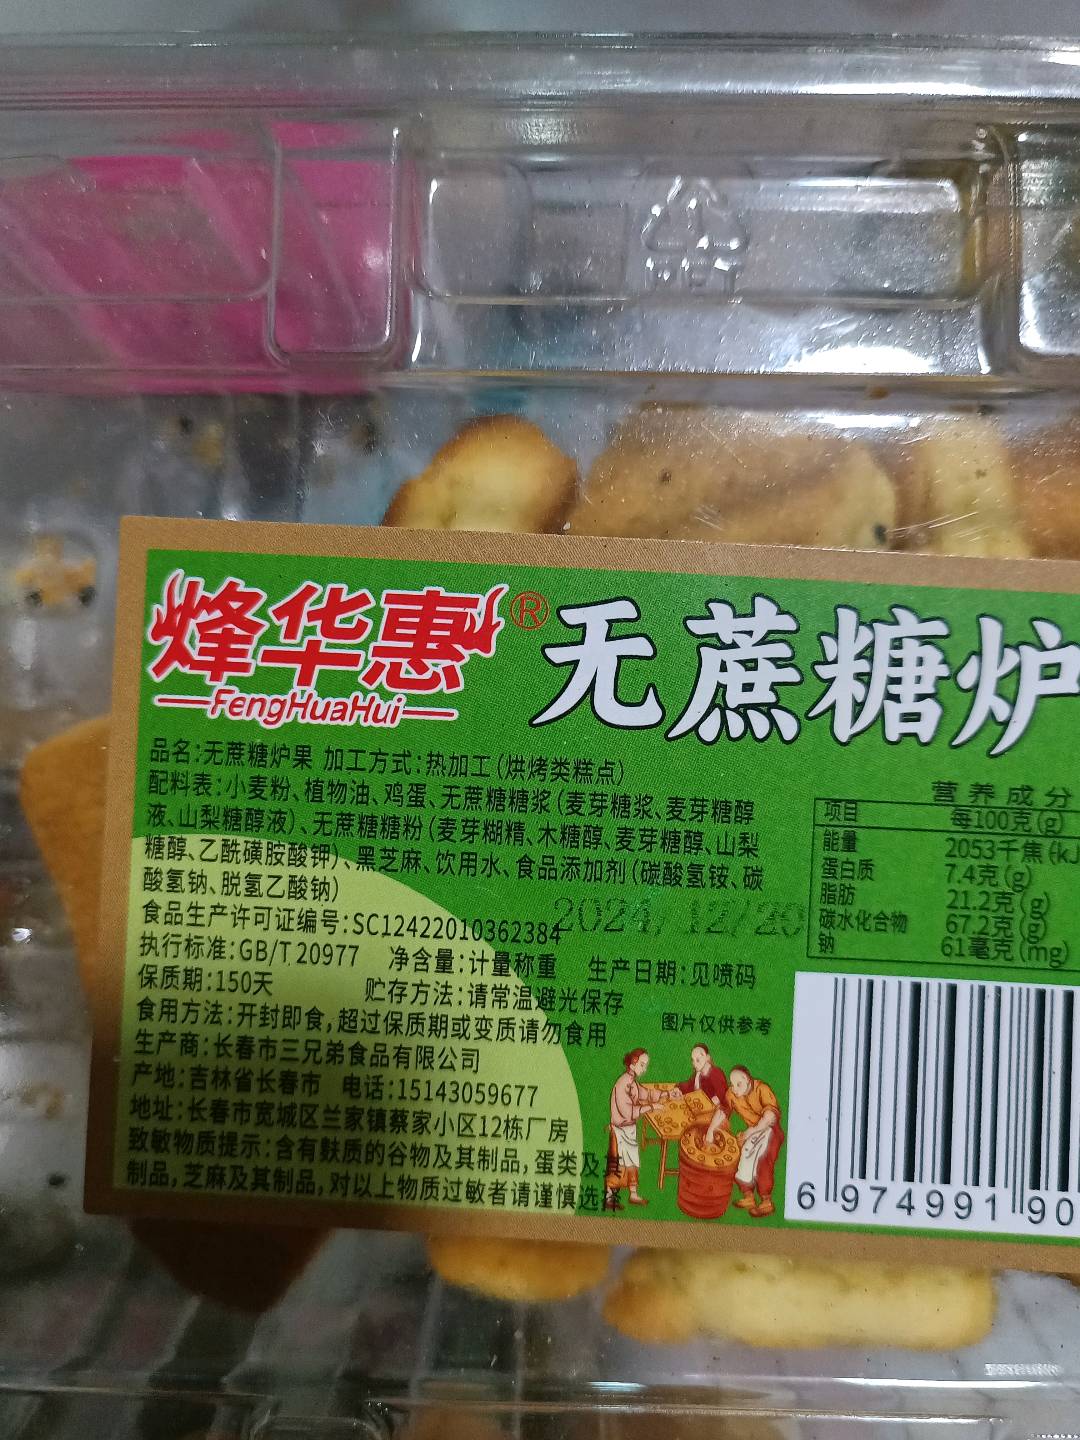 PET
烽华惠®
FengHuaHui
无蔗糖炉
品名:无蔗糖炉果 加工方式:热加工(烘烤类糕点)
配料表:小麦粉、植物油、鸡蛋、无蔗糖糖浆(麦芽糖浆、麦芽糖醇
液、山梨糖醇液)、无蔗糖糖粉(麦芽糊精、木糖醇、麦芽糖醇、山梨
糖醇、乙酰磺胺酸钾)、黑芝麻、饮用水、食品添加剂(碳酸氢铵、碳
酸氢钠、脱氢乙酸钠)
食品生产许可证编号:SC12422010362384
2024/12/20
执行标准:GB/T 20977 净含量:计量称重 生产日期:见喷码
保质期:150天 贮存方法:请常温避光保存
食用方法:开封即食,超过保质期或变质请勿食用
图片仅供参考
生产商:长春市三兄弟食品有限公司
产地:吉林省长春市 电话:15143059677
地址:长春市宽城区兰家镇蔡家小区12栋厂房
致敏物质提示:含有麸质的谷物及其制品,蛋类及其
制品,芝麻及其制品,对以上物质过敏者请谨慎选择
营养成分
项目 每100克(g)
能量 2053千焦(kJ
蛋白质 7.4克(g)
脂肪 21.2克(g)
碳水化合物 67.2克(g)
钠 61毫克(mg)
6 974991 90